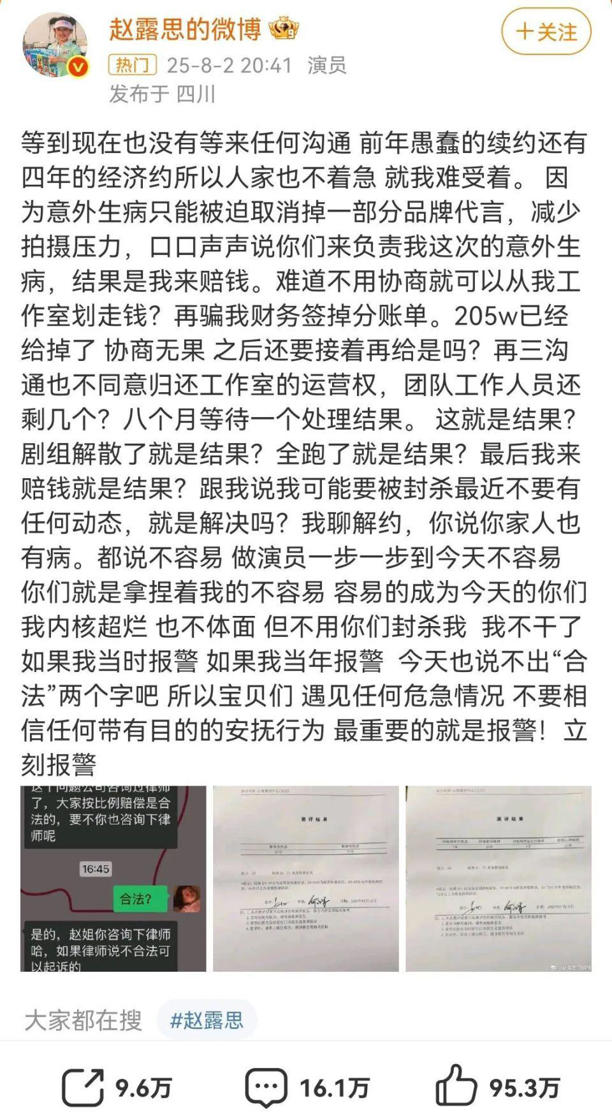 赵露思的微博
+关注
热门 25-8-2 20:41 演员
发布于 四川
等到现在也没有等来任何沟通 前年愚蠢的续约还有
四年的经济约所以人家也不着急 就我难受着。 因
为意外生病只能被迫取消掉一部分品牌代言，减少
拍摄压力，口口声声说你们来负责我这次的意外生
病，结果是我来赔钱。难道不用协商就可以从我工
作室划走钱？再骗我财务签掉分账单。205w已经
给掉了 协商无果 之后还要接着再给是吗？再三沟
通也不同意归还工作室的运营权，团队工作人员还
剩几个？八个月等待一个处理结果。 这就是结果？
剧组解散了就是结果？全跑了就是结果？最后我来
赔钱就是结果？跟我说我可能要被封杀最近不要有
任何动态，就是解决吗？我聊解约，你说你家人也
有病。都说不容易 做演员一步一步到今天不容易
你们就是拿捏着我的不容易 容易的成为今天的你们
我内核超烂 也不体面 但不用你们封杀我 我不干了
如果我当时报警 如果我当年报警 今天也说不出“合
法”两个字吧 所以宝贝们 遇见任何危急情况 不要相
信任何带有目的的安抚行为 最重要的就是报警！立
刻报警
这个问题公司咨询过律师
了，大家按比例赔偿是合
法的，要不你也咨询下律
师呢
16:45
合法？
是的，赵姐你咨询下律师
哈，如果律师说不合法可
以起诉的
测评结果
测评结果
大家都在搜 #赵露思
9.6万 16.1万 95.3万